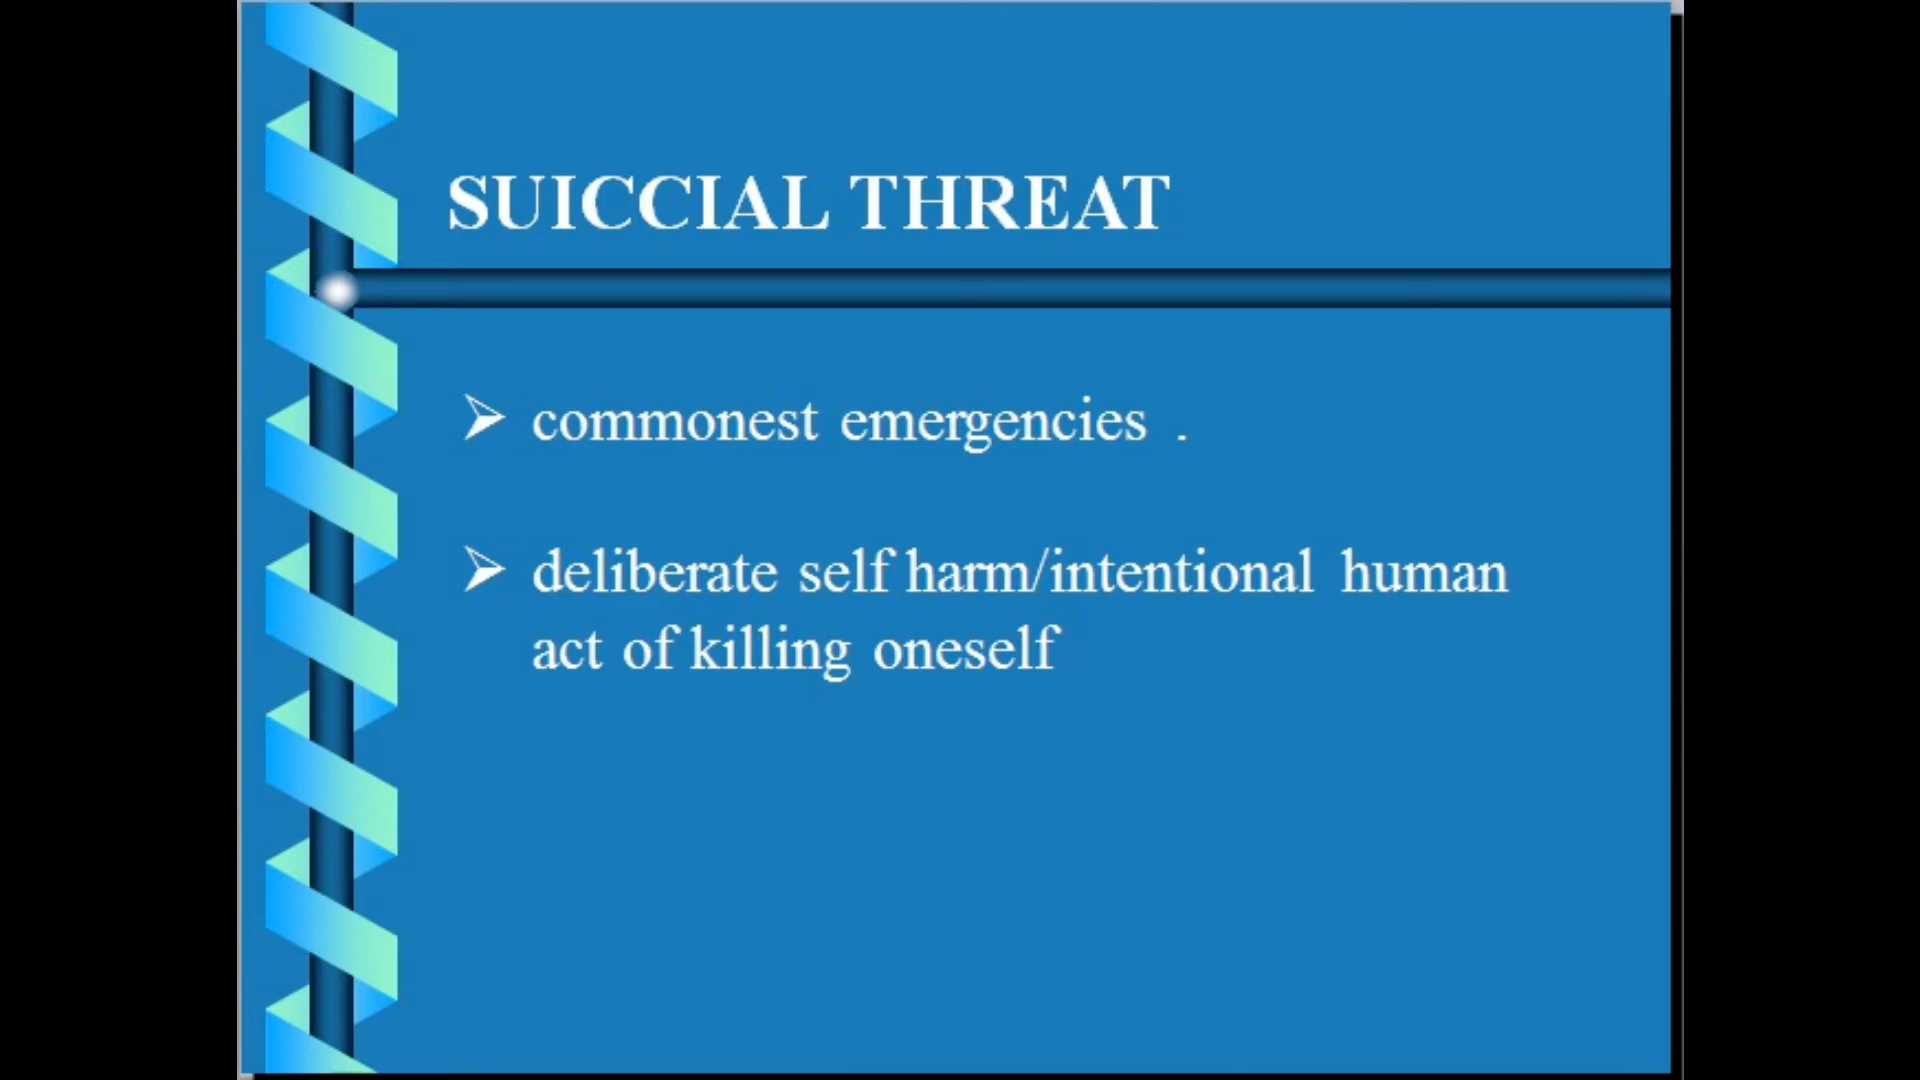 SUICCIAL THREAT
commonest emergencies .
deliberate self harm/intentional human
act of killing oneself